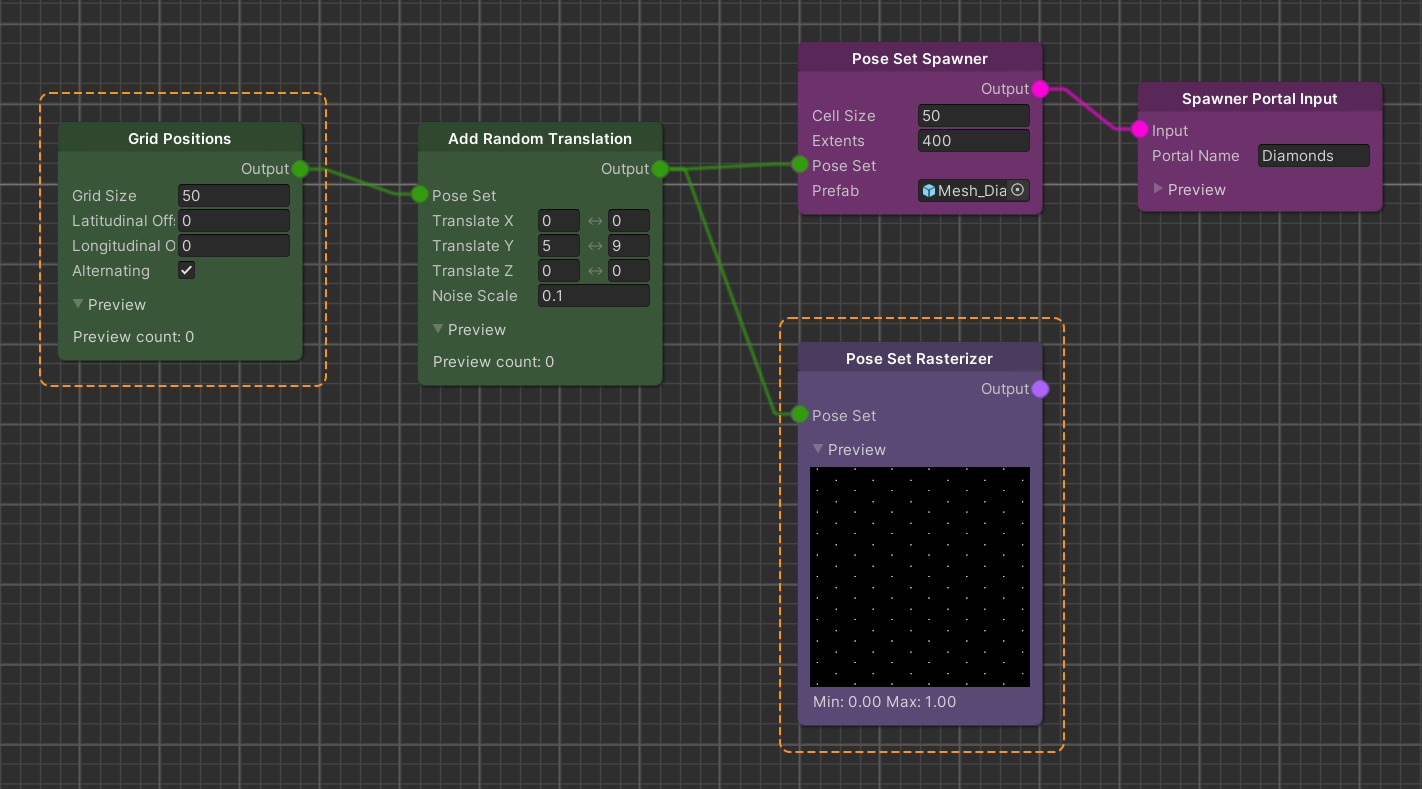 Grid Positions
Output
Grid Size 50
Latitudinal Off: 0
Longitudinal O 0
Alternating
Preview
Preview count: 0
Add Random Translation
Output
Pose Set
Translate X 0 ↔ 0
Translate Y 5 ↔ 9
Translate Z 0 ↔ 0
Noise Scale 0.1
Preview
Preview count: 0
Pose Set Spawner
Output
Cell Size 50
Extents 400
Pose Set
Prefab Mesh_Dia
Spawner Portal Input
Input
Portal Name Diamonds
Preview
Pose Set Rasterizer
Output
Pose Set
Preview
Min: 0.00 Max: 1.00